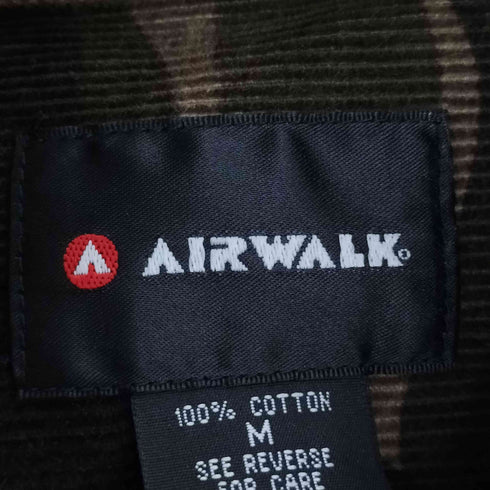 AIRWALK®
100% COTTON
M
SEE REVERSE
FOR CARE